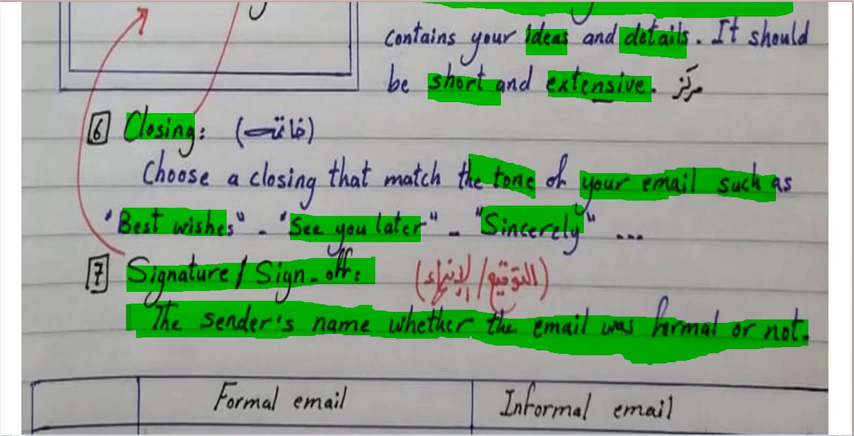 contains your ideas and details. It should
be short and extensive. مركز
6 Closing: (خاتمة)
Choose a closing that match the tone of your email such as
"Best wishes" - "See you later" - "Sincerely" ...
7 Signature / Sign-off: (التوقيع / الإنهاء)
The sender's name whether the email was formal or not.
Formal email
Informal email